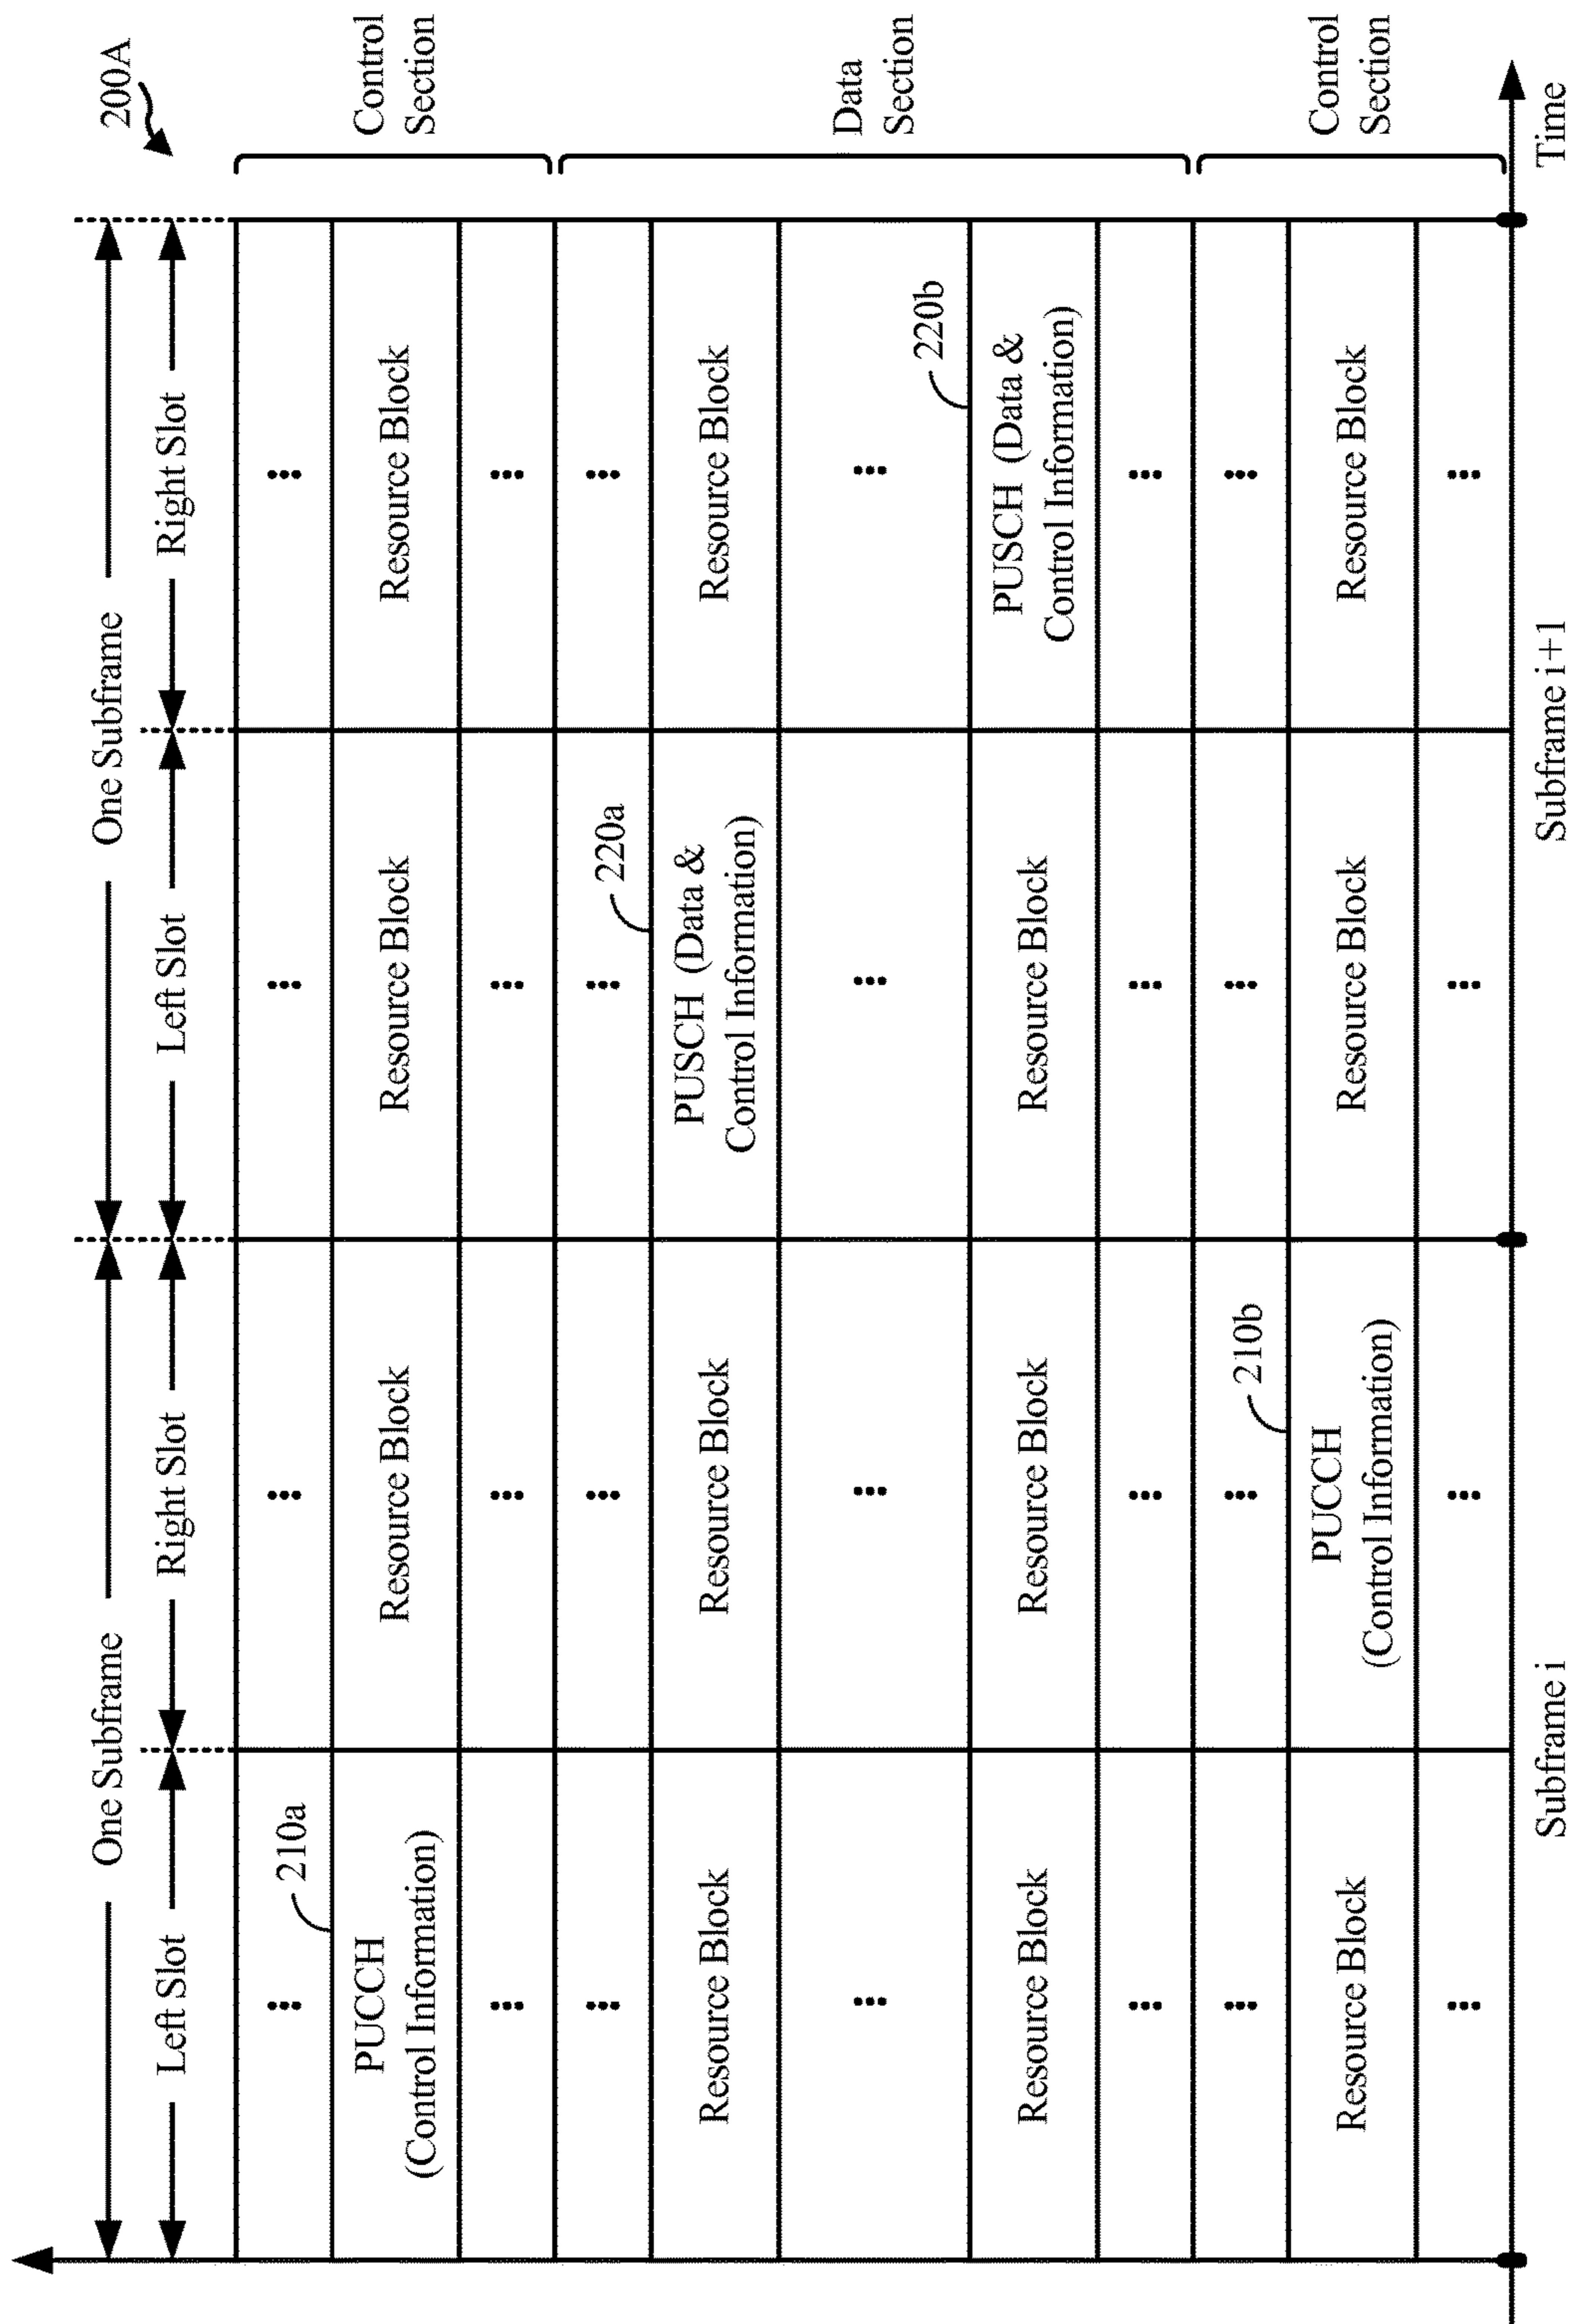 200A
One Subframe
One Subframe
Left Slot
Right Slot
Left Slot
Right Slot
...
210a
...
...
...
PUCCH
(Control Information)
Resource Block
Resource Block
Resource Block
Control
Section
...
...
...
...
...
...
220a
...
...
Resource Block
Resource Block
PUSCH (Data &
Control Information)
Resource Block
...
...
...
...
220b
Data
Section
Resource Block
Resource Block
Resource Block
PUSCH (Data &
Control Information)
...
...
...
...
...
...
210b
...
...
Resource Block
PUCCH
(Control Information)
Resource Block
Resource Block
Control
Section
...
...
...
...
Subframe i
Subframe i+1
Time